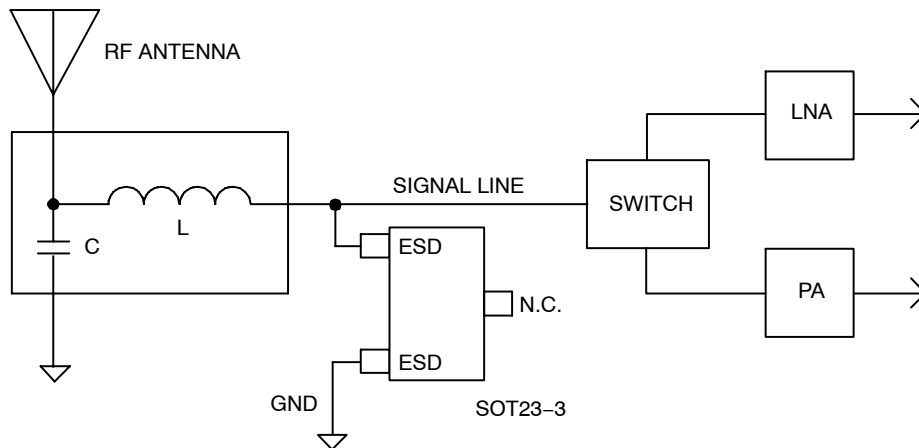 RF ANTENNA
LNA
SIGNAL LINE
SWITCH
L
C
ESD
N.C.
PA
ESD
GND
SOT23−3